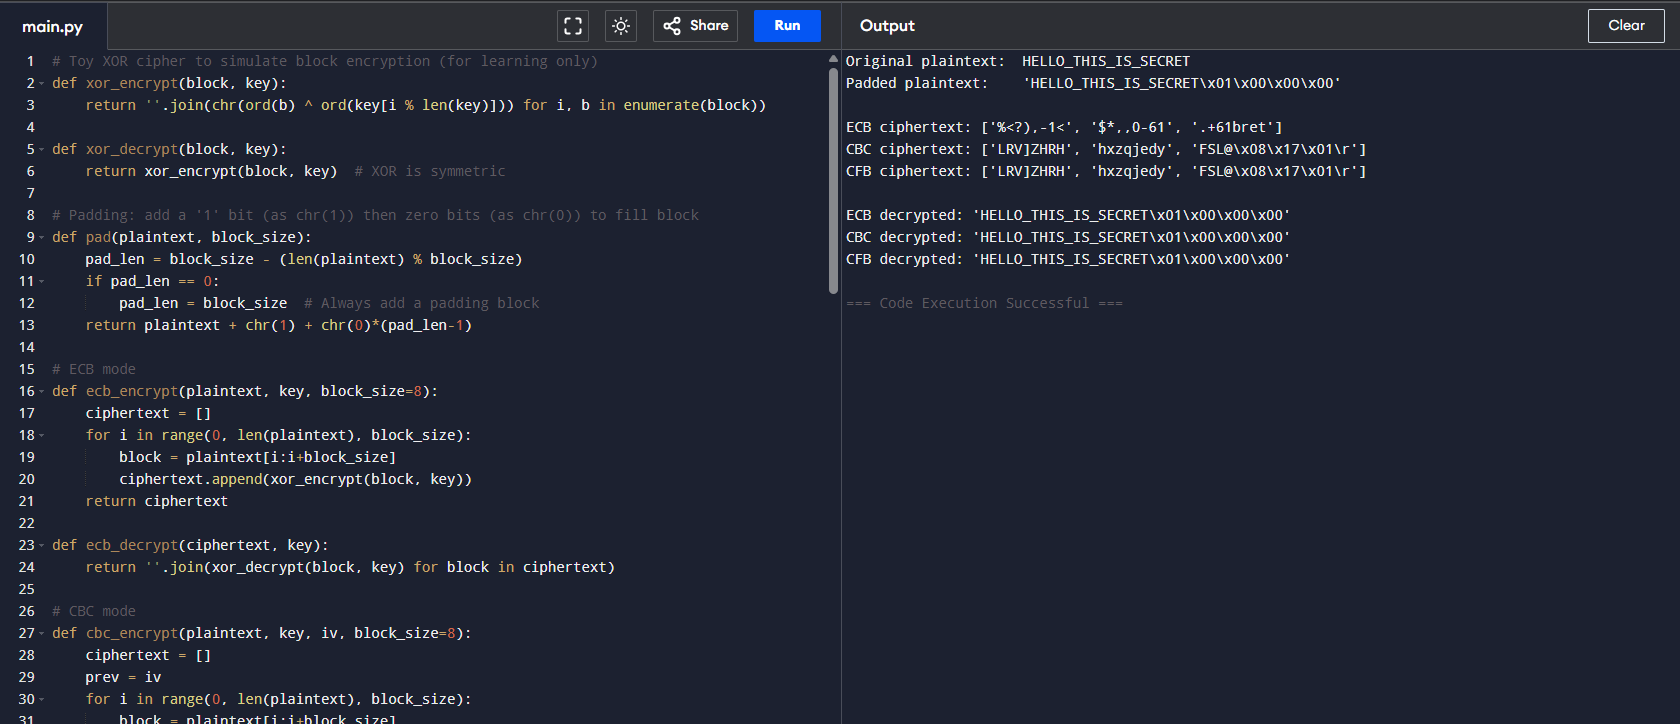 main.py
Share
Run
Output
Clear
1 # Toy XOR cipher to simulate block encryption (for learning only)
2 def xor_encrypt(block, key):
3     return ''.join(chr(ord(b) ^ ord(key[i % len(key)])) for i, b in enumerate(block))
4
5 def xor_decrypt(block, key):
6     return xor_encrypt(block, key)  # XOR is symmetric
7
8 # Padding: add a '1' bit (as chr(1)) then zero bits (as chr(0)) to fill block
9 def pad(plaintext, block_size):
10     pad_len = block_size - (len(plaintext) % block_size)
11     if pad_len == 0:
12         pad_len = block_size  # Always add a padding block
13     return plaintext + chr(1) + chr(0)*(pad_len-1)
14
15 # ECB mode
16 def ecb_encrypt(plaintext, key, block_size=8):
17     ciphertext = []
18     for i in range(0, len(plaintext), block_size):
19         block = plaintext[i:i+block_size]
20         ciphertext.append(xor_encrypt(block, key))
21     return ciphertext
22
23 def ecb_decrypt(ciphertext, key):
24     return ''.join(xor_decrypt(block, key) for block in ciphertext)
25
26 # CBC mode
27 def cbc_encrypt(plaintext, key, iv, block_size=8):
28     ciphertext = []
29     prev = iv
30     for i in range(0, len(plaintext), block_size):
31         block = plaintext[i:i+block_size]
Original plaintext:  HELLO_THIS_IS_SECRET
Padded plaintext:    'HELLO_THIS_IS_SECRET\x01\x00\x00\x00'

ECB ciphertext: ['%<?),-1<', '$*,,0-61', '.+61bret']
CBC ciphertext: ['LRV]ZHRH', 'hxzqjedy', 'FSL@\x08\x17\x01\r']
CFB ciphertext: ['LRV]ZHRH', 'hxzqjedy', 'FSL@\x08\x17\x01\r']

ECB decrypted: 'HELLO_THIS_IS_SECRET\x01\x00\x00\x00'
CBC decrypted: 'HELLO_THIS_IS_SECRET\x01\x00\x00\x00'
CFB decrypted: 'HELLO_THIS_IS_SECRET\x01\x00\x00\x00'

=== Code Execution Successful ===